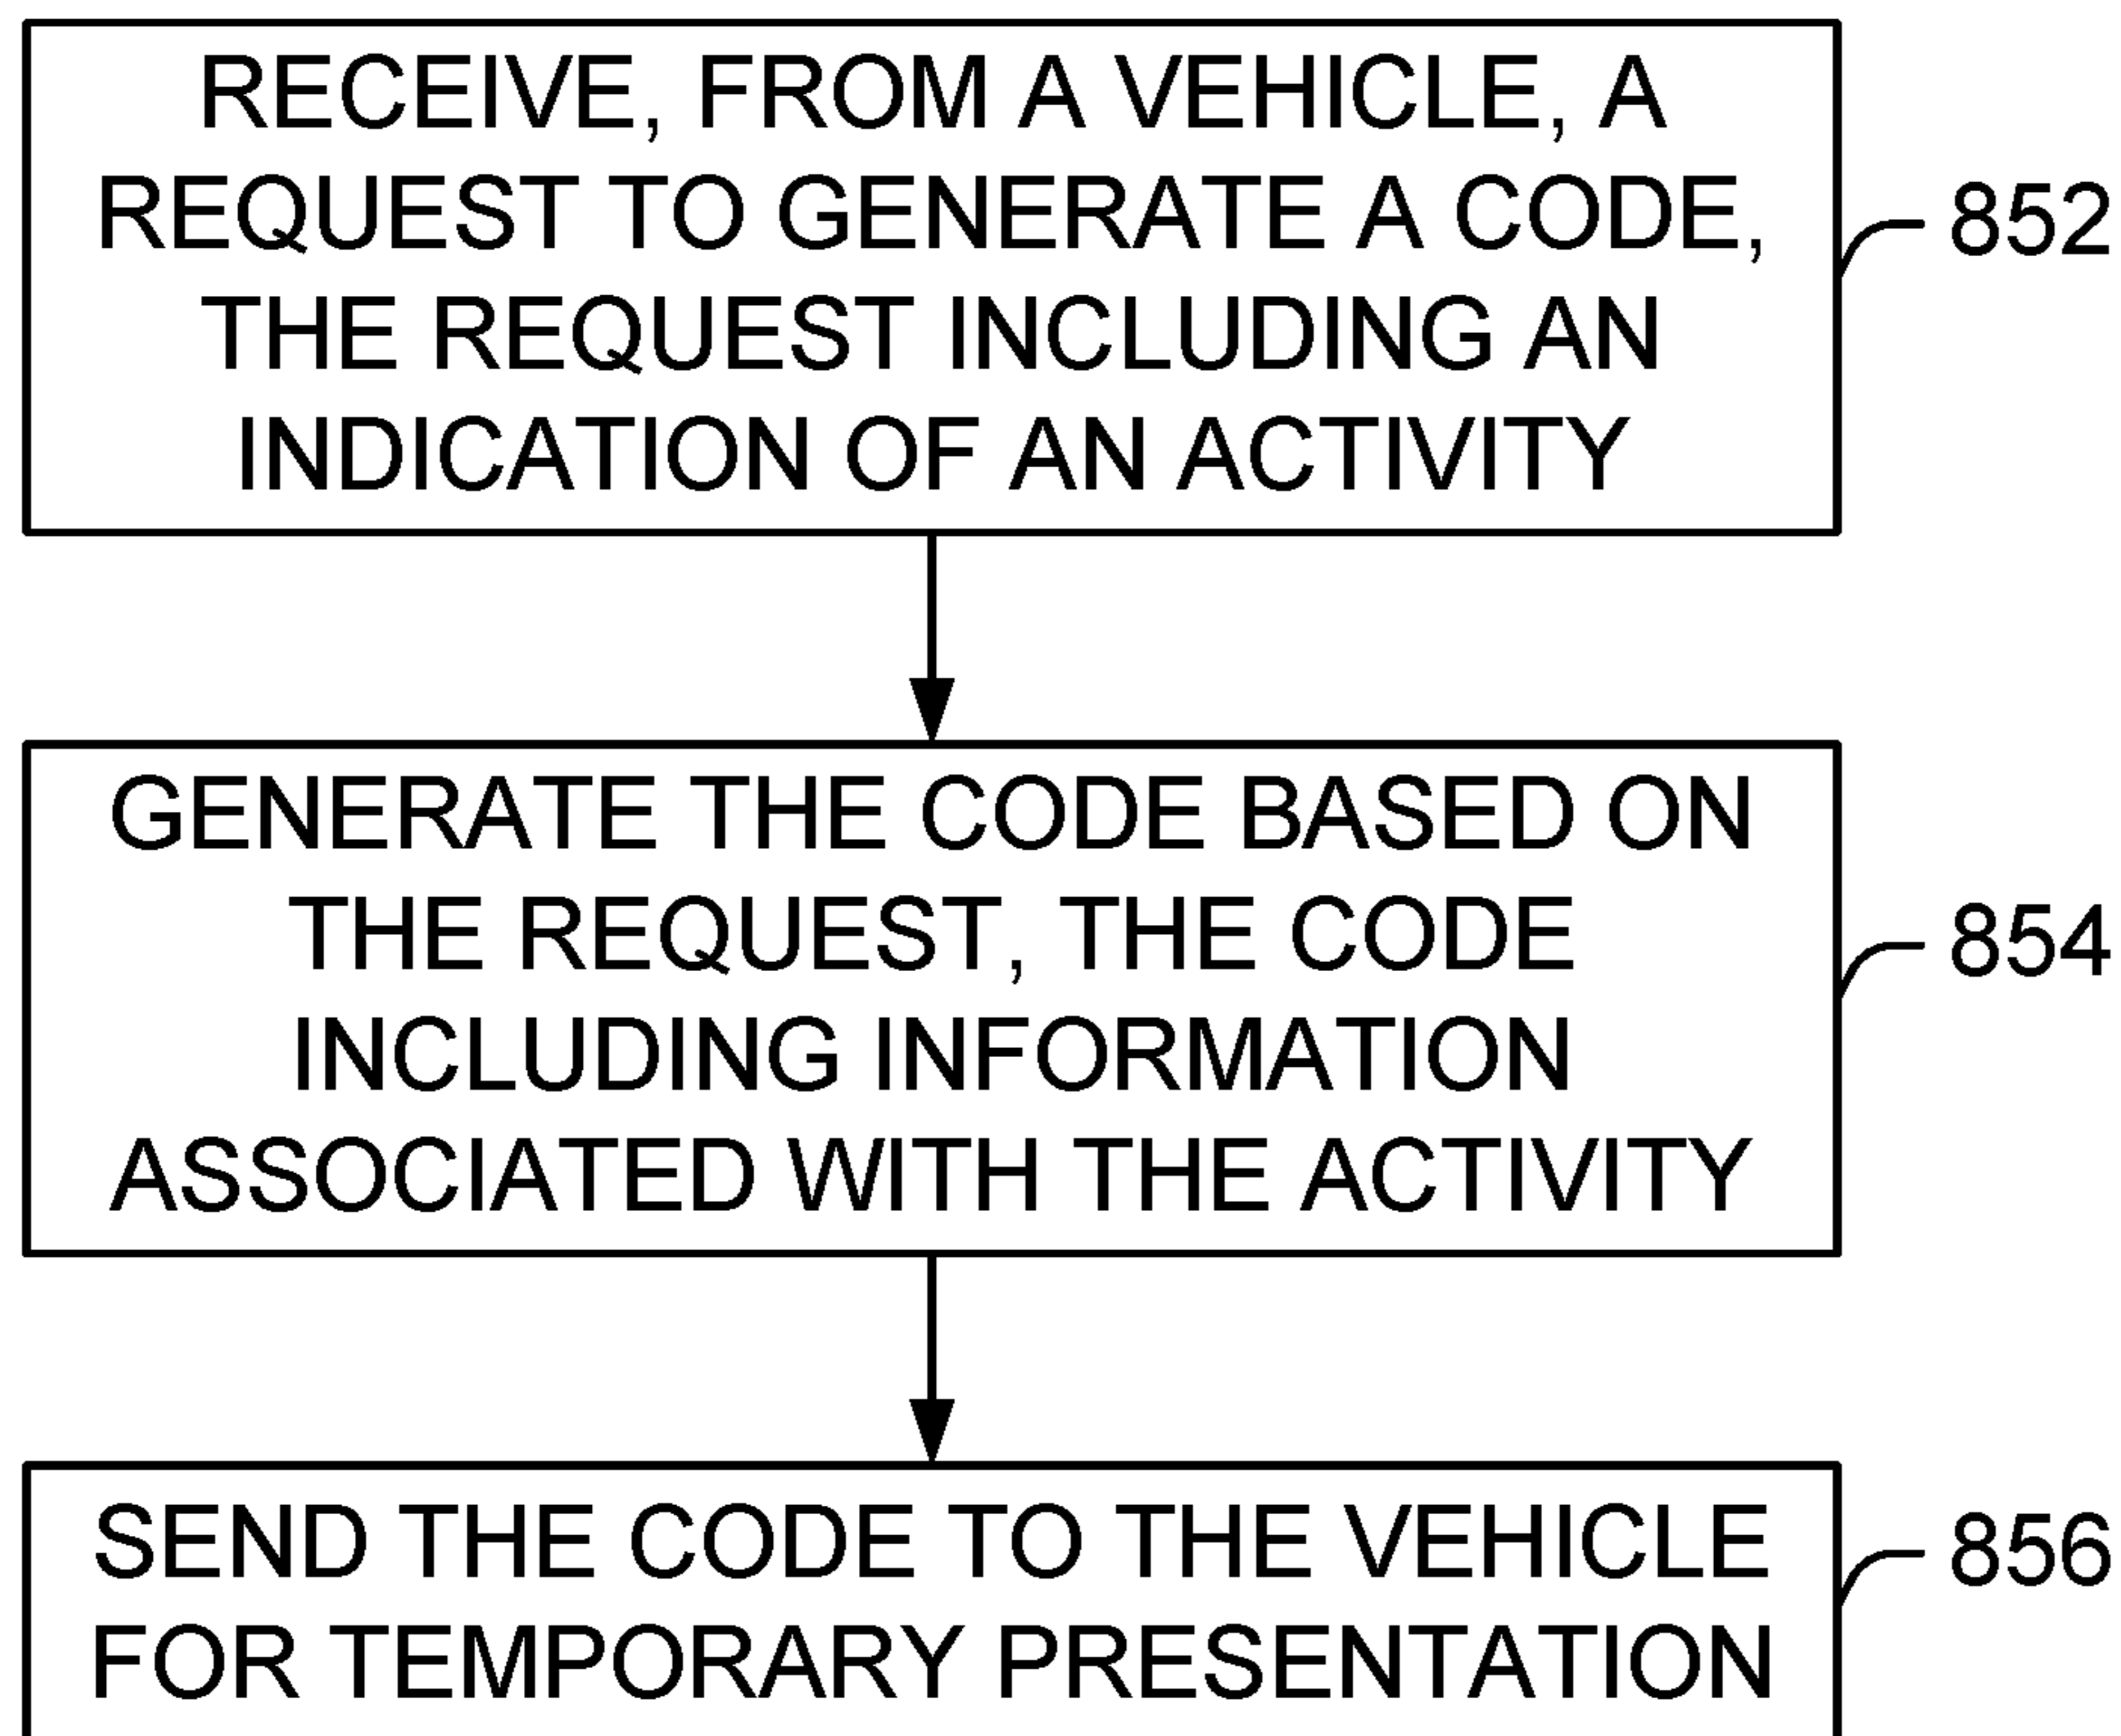 RECEIVE, FROM A VEHICLE, A
REQUEST TO GENERATE A CODE,
THE REQUEST INCLUDING AN
INDICATION OF AN ACTIVITY
852
GENERATE THE CODE BASED ON
THE REQUEST, THE CODE
INCLUDING INFORMATION
ASSOCIATED WITH THE ACTIVITY
854
SEND THE CODE TO THE VEHICLE
FOR TEMPORARY PRESENTATION
856